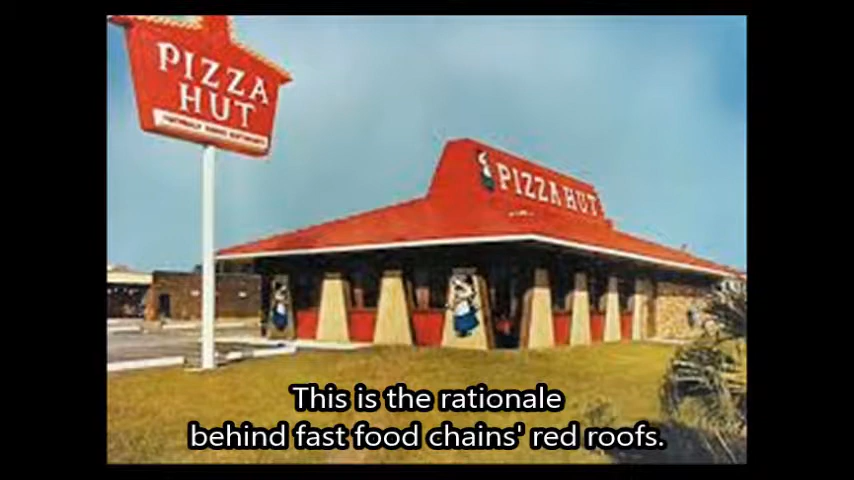 PIZZA
HUT
PIZZA HUT
This is the rationale
behind fast food chains' red roofs.